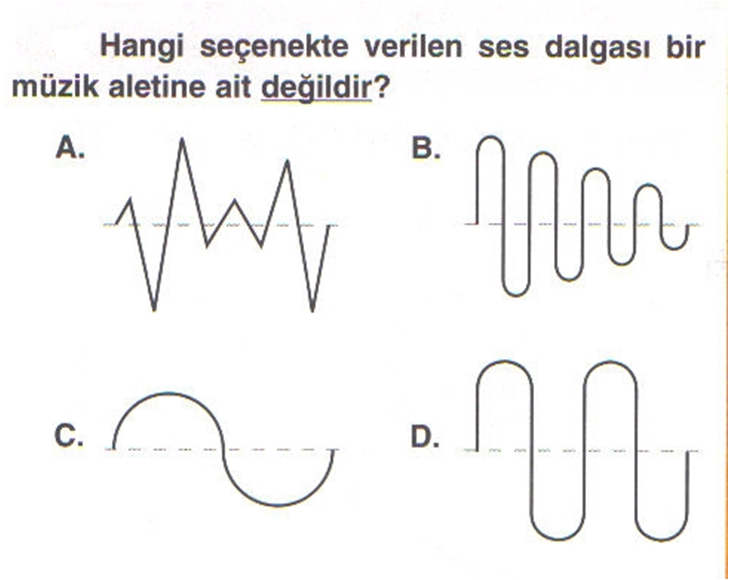 Hangi seçenekte verilen ses dalgası bir
müzik aletine ait değildir?
A.
B.
C.
D.